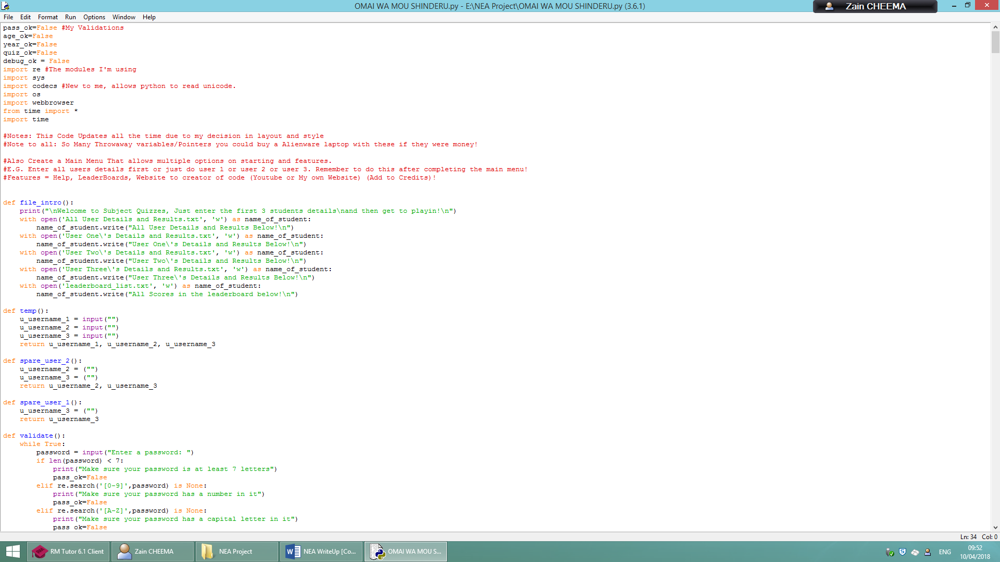 OMAI WA MOU SHINDERU.py - E:\NEA Project\OMAI WA MOU SHINDERU.py (3.6.1)
Zain CHEEMA
File Edit Format Run Options Window Help
pass_ok=False #My Validations
age_ok=False
year_ok=False
quiz_ok=False
debug_ok = False
import re #The modules I'm using
import sys
import codecs #New to me, allows python to read unicode.
import os
import webbrowser
from time import *
import time

#Notes: This Code Updates all the time due to my decision in layout and style
#Note to all: So Many Throwaway variables/Pointers you could buy a Alienware laptop with these if they were money!

#Also Create a Main Menu That allows multiple options on starting and features.
#E.G. Enter all users details first or just do user 1 or user 2 or user 3. Remember to do this after completing the main menu!
#Features = Help, LeaderBoards, Website to creator of code (Youtube or My own Website) (Add to Credits)!

def file_intro():
    print("\nWelcome to Subject Quizzes, Just enter the first 3 students details\nand then get to playin!\n")
    with open('All User Details and Results.txt', 'w') as name_of_student:
        name_of_student.write("All User Details and Results Below!\n")
    with open('User One\'s Details and Results.txt', 'w') as name_of_student:
        name_of_student.write("User One\'s Details and Results Below!\n")
    with open('User Two\'s Details and Results.txt', 'w') as name_of_student:
        name_of_student.write("User Two\'s Details and Results Below!\n")
    with open('User Three\'s Details and Results.txt', 'w') as name_of_student:
        name_of_student.write("User Three\'s Details and Results Below!\n")
    with open('leaderboard_list.txt', 'w') as name_of_student:
        name_of_student.write("All Scores in the leaderboard below!\n")

def temp():
    u_username_1 = input("")
    u_username_2 = input("")
    u_username_3 = input("")
    return u_username_1, u_username_2, u_username_3

def spare_user_2():
    u_username_2 = ("")
    u_username_3 = ("")
    return u_username_2, u_username_3

def spare_user_1():
    u_username_3 = ("")
    return u_username_3

def validate():
    while True:
        password = input("Enter a password: ")
        if len(password) < 7:
            print("Make sure your password is at least 7 letters")
            pass_ok=False
        elif re.search('[0-9]',password) is None:
            print("Make sure your password has a number in it")
            pass_ok=False
        elif re.search('[A-Z]',password) is None:
            print("Make sure your password has a capital letter in it")
            pass_ok=False
Ln: 34 Col: 0
RM Tutor 6.1 Client
Zain CHEEMA
NEA Project
NEA WriteUp [Co...
OMAI WA MOU S...
ENG
09:52
10/04/2018